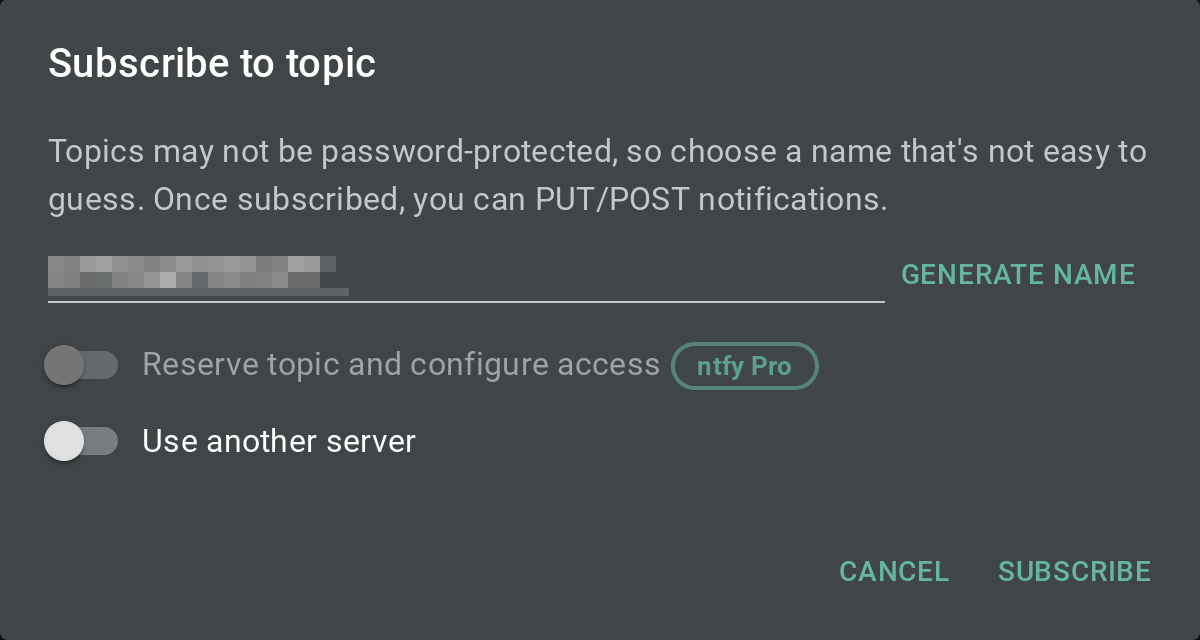 Subscribe to topic
Topics may not be password-protected, so choose a name that's not easy to
guess. Once subscribed, you can PUT/POST notifications.
GENERATE NAME
Reserve topic and configure access ntfy Pro
Use another server
CANCEL SUBSCRIBE